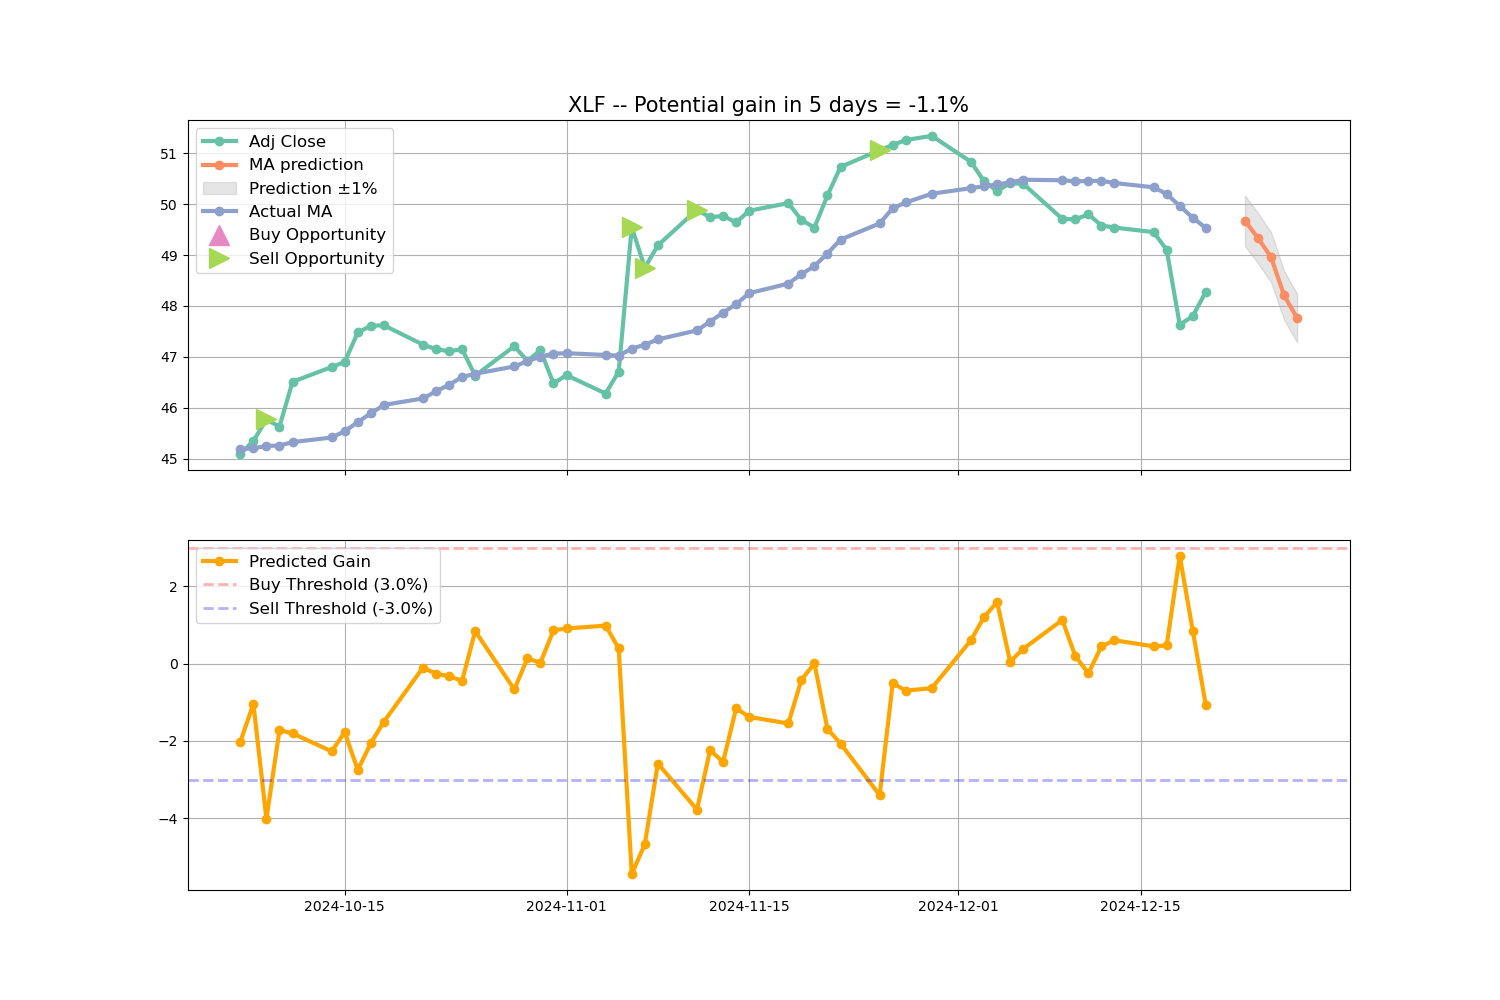 XLF -- Potential gain in 5 days = -1.1%
Adj Close
MA prediction
Prediction ±1%
Actual MA
Buy Opportunity
Sell Opportunity
51
50
49
48
47
46
45
Predicted Gain
Buy Threshold (3.0%)
Sell Threshold (-3.0%)
2
0
−2
−4
2024-10-15
2024-11-01
2024-11-15
2024-12-01
2024-12-15